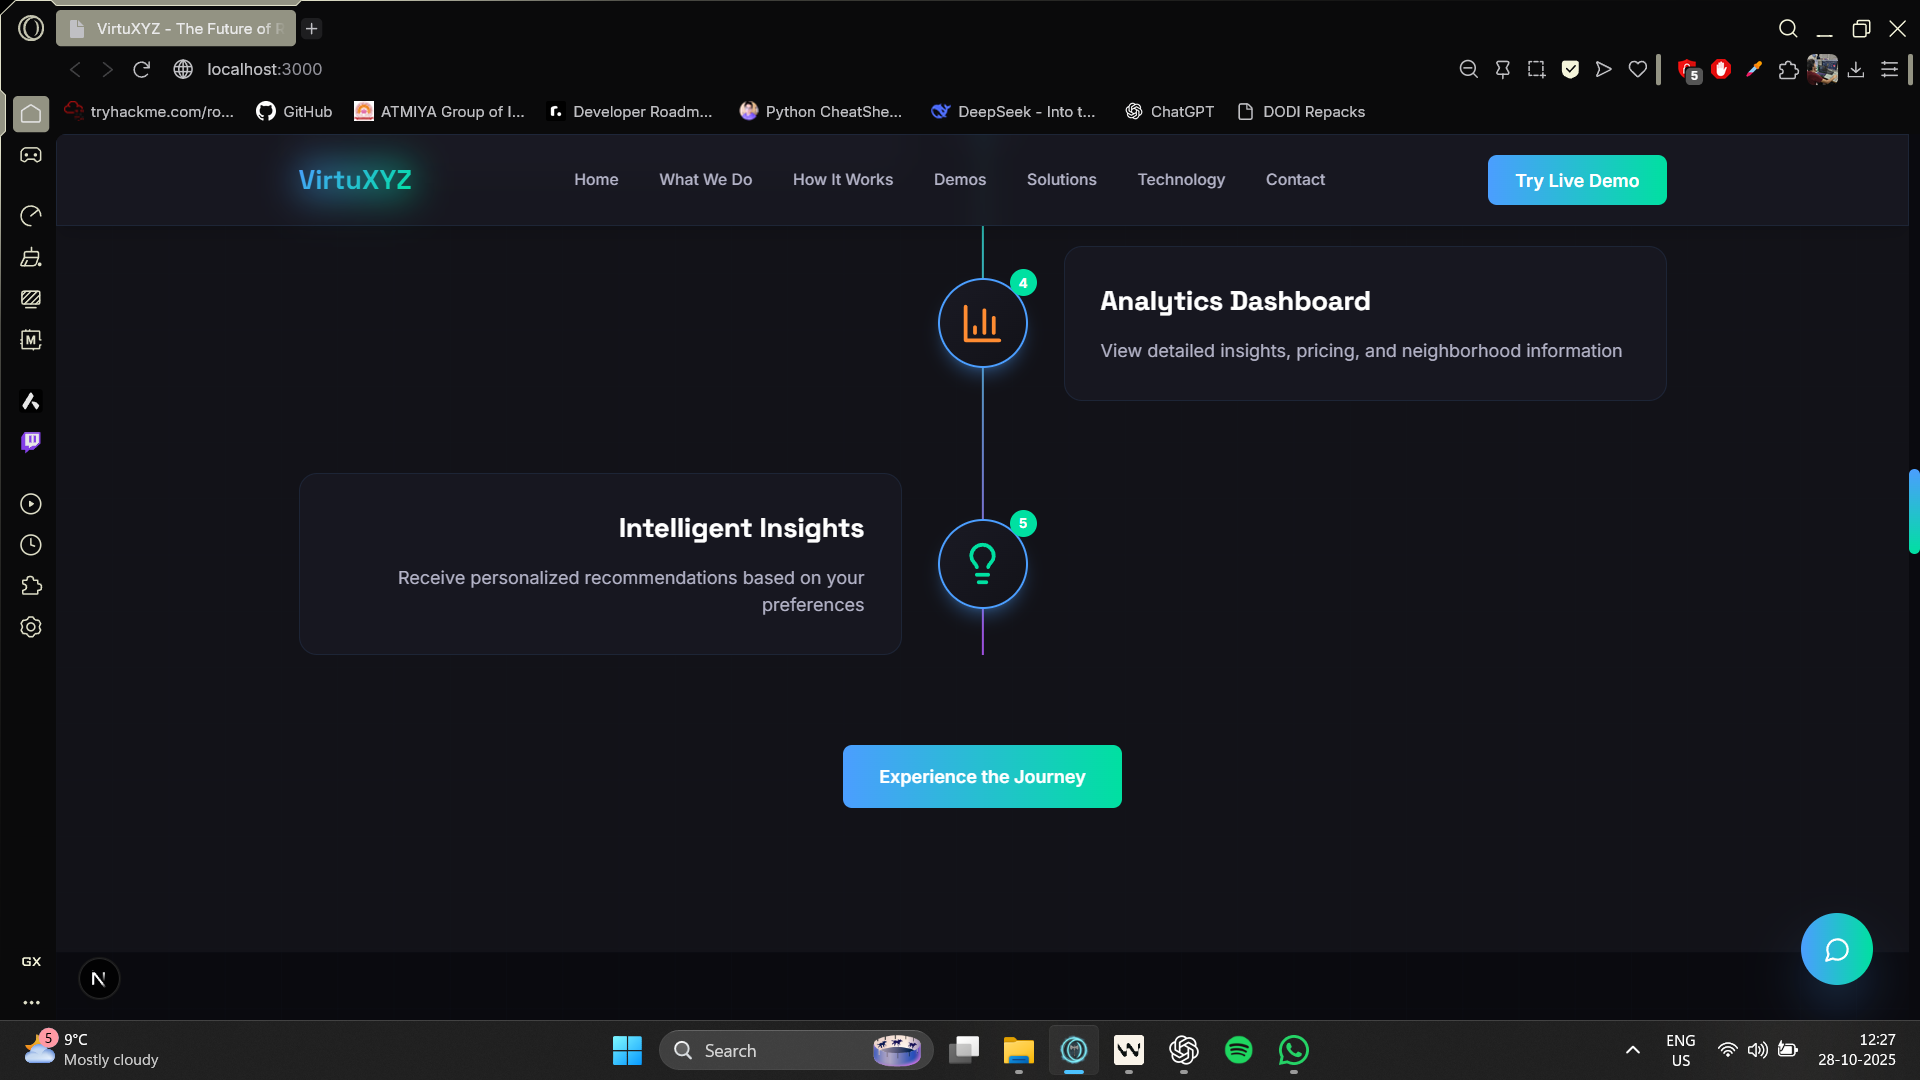 VirtuXYZ - The Future of R
localhost:3000
5
tryhackme.com/ro...
GitHub
ATMIYA Group of I...
Developer Roadm...
Python CheatShe...
DeepSeek - Into t...
ChatGPT
DODI Repacks
VirtuXYZ
Home
What We Do
How It Works
Demos
Solutions
Technology
Contact
Try Live Demo
4
Analytics Dashboard
View detailed insights, pricing, and neighborhood information
M
Intelligent Insights
Receive personalized recommendations based on your
preferences
5
Experience the Journey
GX
N
5
9°C
Mostly cloudy
Search
ENG
US
12:27
28-10-2025